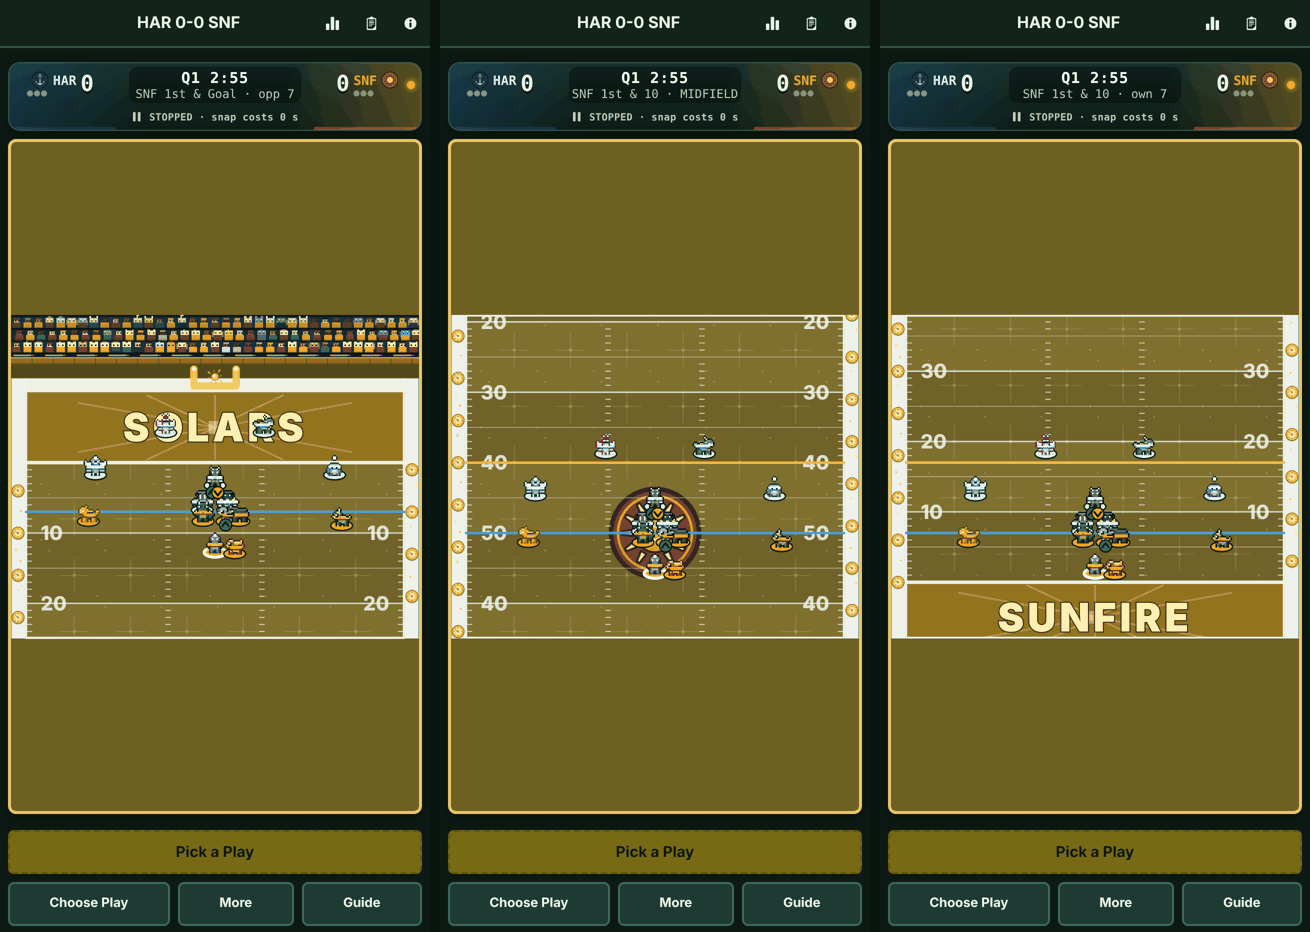 HAR 0-0 SNF
HAR 0
Q1 2:55
0 SNF
SNF 1st & Goal · opp 7
STOPPED · snap costs 0 s
SOLARS
10 10
20 20
Pick a Play
Choose Play
More
Guide
HAR 0-0 SNF
HAR 0
Q1 2:55
0 SNF
SNF 1st & 10 · MIDFIELD
STOPPED · snap costs 0 s
20 20
30 30
40 40
50 50
40 40
Pick a Play
Choose Play
More
Guide
HAR 0-0 SNF
HAR 0
Q1 2:55
0 SNF
SNF 1st & 10 · own 7
STOPPED · snap costs 0 s
30 30
20 20
10 10
SUNFIRE
Pick a Play
Choose Play
More
Guide